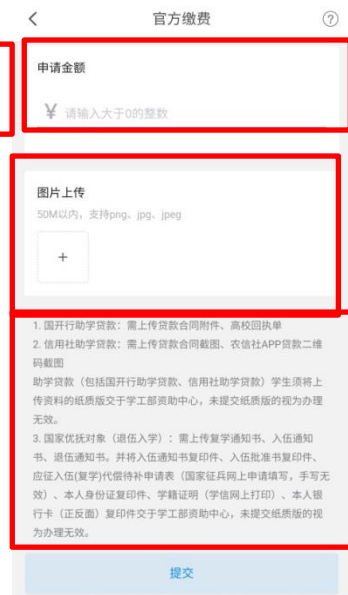 官方缴费
申请金额
¥ 请输入大于0的整数
图片上传
50M以内，支持png、jpg、jpeg
+
1. 国开行助学贷款：需上传贷款合同附件、高校回执单
2. 信用社助学贷款：需上传贷款合同截图、农信社APP贷款二维
码截图
助学贷款（包括国开行助学贷款、信用社助学贷款）学生须将上
传资料的纸质版交于学工部资助中心，未提交纸质版的视为办理
无效。
3. 国家优抚对象（退伍入学）：需上传复学通知书、入伍通知
书、退伍通知书。并将入伍通知书复印件、入伍批准书复印件、
应征入伍(复学)代偿待补申请表（国家征兵网上申请填写，手写无
效）、本人身份证复印件、学籍证明（学信网上打印）、本人银
行卡（正反面）复印件交于学工部资助中心，未提交纸质版的视
为办理无效。
提交